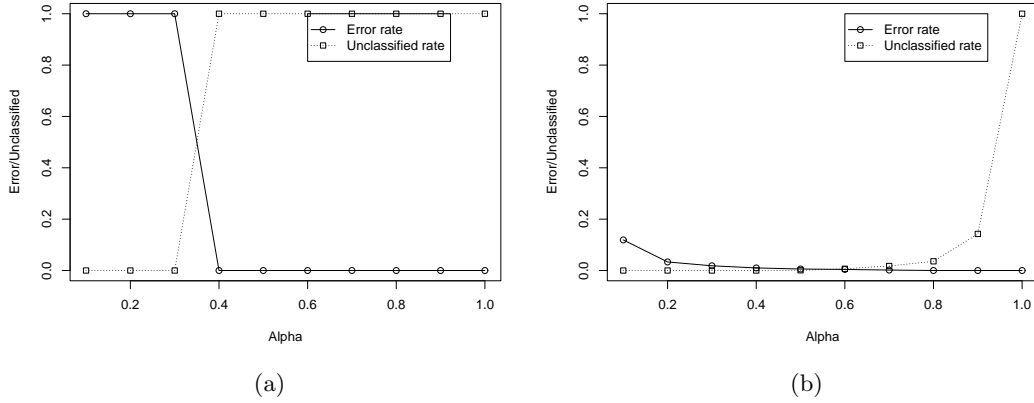 Error rate
Unclassified rate
Error/Unclassified
0.0 0.2 0.4 0.6 0.8 1.0
0.2 0.4 0.6 0.8 1.0
Alpha
(a)
Error rate
Unclassified rate
Error/Unclassified
0.0 0.2 0.4 0.6 0.8 1.0
0.2 0.4 0.6 0.8 1.0
Alpha
(b)